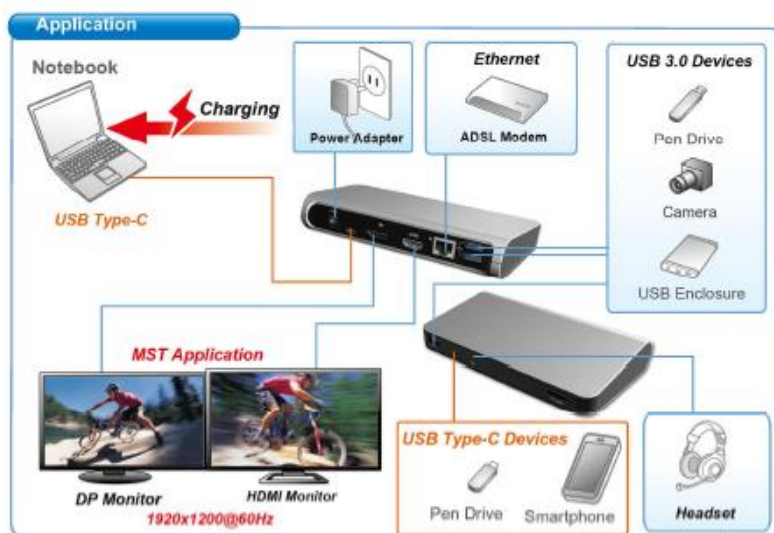 Application
Notebook
Charging
USB Type-C
Power Adapter
Ethernet
ADSL Modem
USB 3.0 Devices
Pen Drive
Camera
USB Enclosure
MST Application
DP Monitor
HDMI Monitor
1920x1200@60Hz
USB Type-C Devices
Pen Drive
Smartphone
Headset